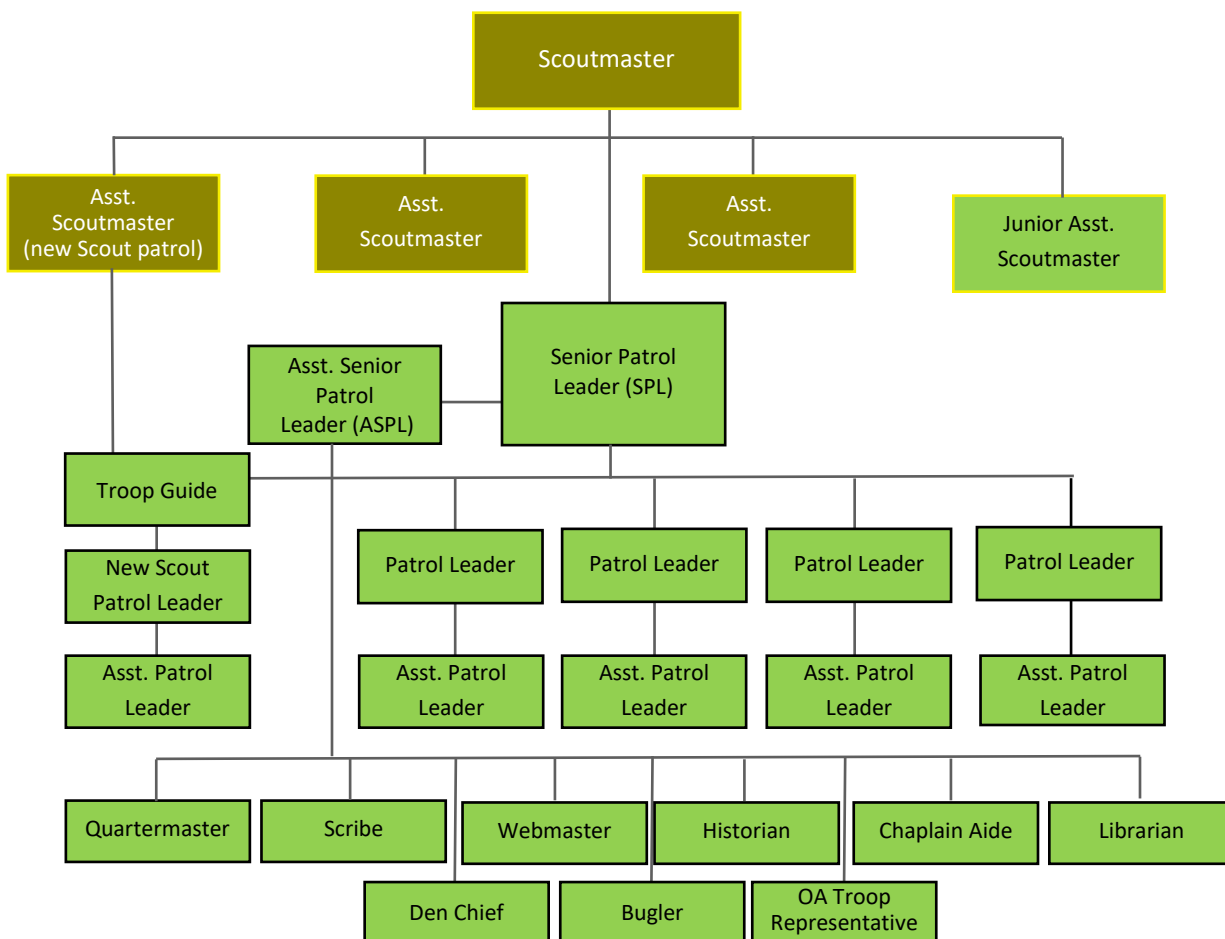 Scoutmaster
Asst.
Scoutmaster
(new Scout patrol)
Asst.
Scoutmaster
Asst.
Scoutmaster
Junior Asst.
Scoutmaster
Asst. Senior
Patrol
Leader (ASPL)
Senior Patrol
Leader (SPL)
Troop Guide
New Scout
Patrol Leader
Asst. Patrol
Leader
Patrol Leader
Patrol Leader
Patrol Leader
Patrol Leader
Asst. Patrol
Leader
Asst. Patrol
Leader
Asst. Patrol
Leader
Asst. Patrol
Leader
Quartermaster
Scribe
Webmaster
Historian
Chaplain Aide
Librarian
Den Chief
Bugler
OA Troop
Representative